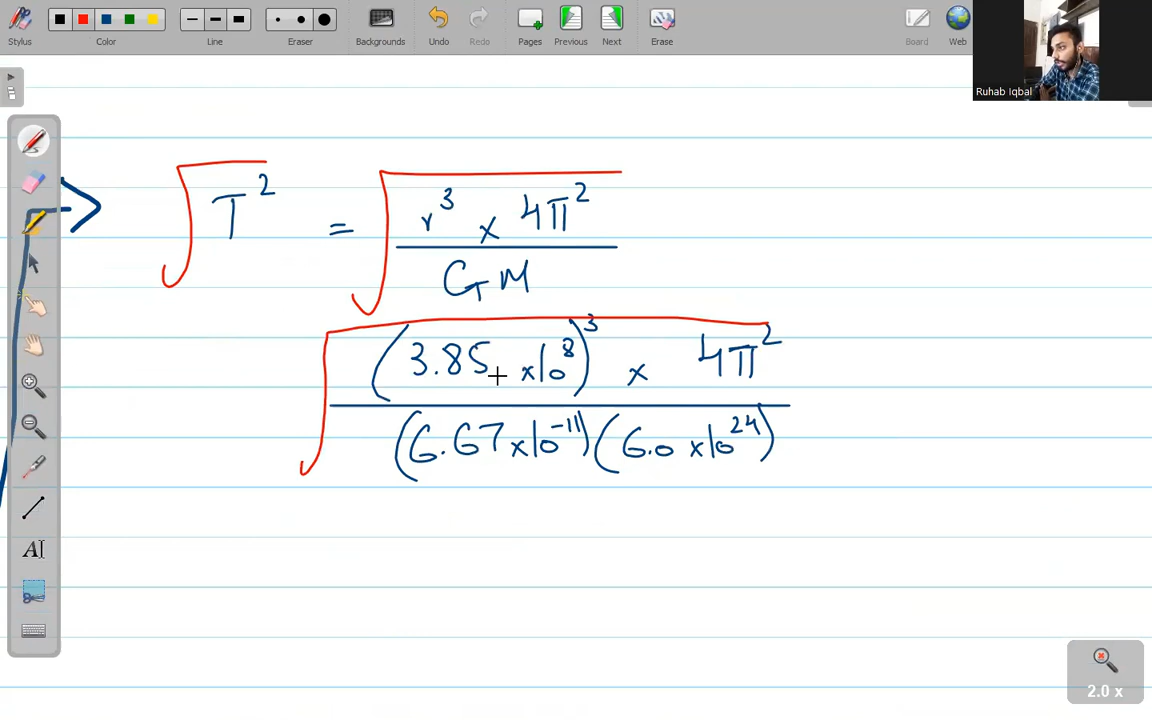 Stylus Color Line Eraser Backgrounds Undo Redo Pages Previous Next Erase Board Web
Ruhab Iqbal
√T² = √(r³ × 4π² / GM)
√((3.85 × 10⁸)³ × 4π² / (6.67 × 10⁻¹¹)(6.0 × 10²⁴))
AI
2.0 x